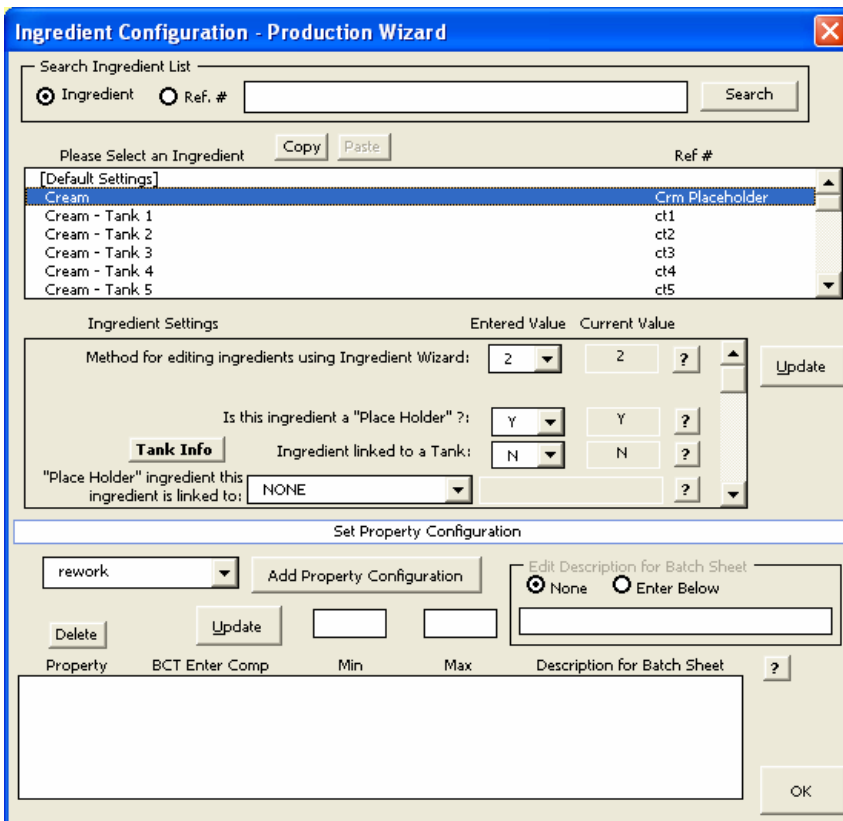 Ingredient Configuration - Production Wizard
Search Ingredient List
Ingredient Ref. # Search
Please Select an Ingredient Copy Paste Ref #
[Default Settings]
Cream Crm Placeholder
Cream - Tank 1 ct1
Cream - Tank 2 ct2
Cream - Tank 3 ct3
Cream - Tank 4 ct4
Cream - Tank 5 ct5
Ingredient Settings Entered Value Current Value
Method for editing ingredients using Ingredient Wizard: 2 2 ?
Update
Is this ingredient a "Place Holder" ?: Y Y ?
Tank Info Ingredient linked to a Tank: N N ?
"Place Holder" ingredient this
ingredient is linked to: NONE ?
Set Property Configuration
Edit Description for Batch Sheet
rework Add Property Configuration
None Enter Below
Delete Update
Property BCT Enter Comp Min Max Description for Batch Sheet ?
OK